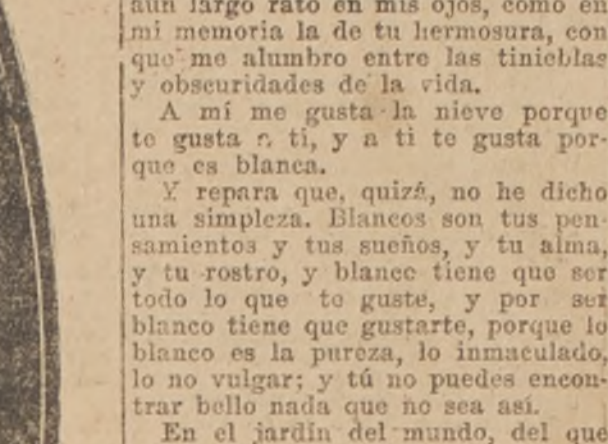 aun largo rato en mis ojos, como en
mi memoria la de tu hermosura, con
que me alumbro entre las tinieblas
y obscuridades de la vida.
A mí me gusta la nieve porque
te gusta a ti, y a ti te gusta por-
que es blanca.
Y repara que, quizá, no he dicho
una simpleza. Blancos son tus pen-
samientos y tus sueños, y tu alma,
y tu rostro, y blanco tiene que ser
todo lo que te guste, y por ser
blanco tiene que gustarte, porque lo
blanco es la pureza, lo inmaculado,
lo no vulgar; y tú no puedes encon-
trar bello nada que no sea así.
En el jardín del mundo, del que